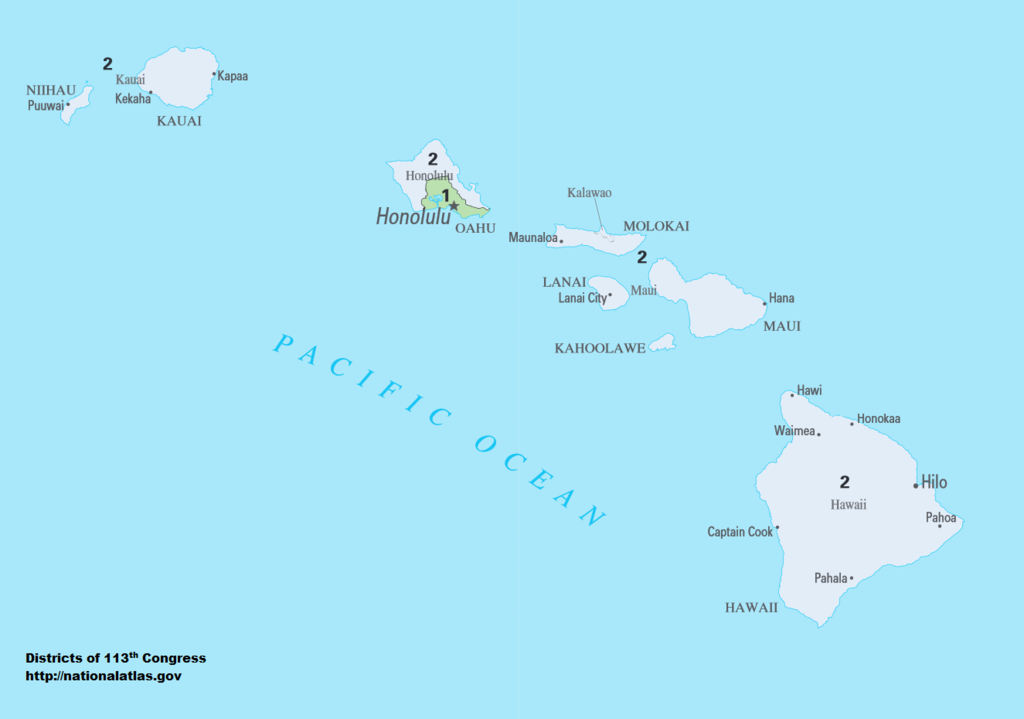 2
Kauai
Kapaa
NIIHAU
Puuwai
Kekaha
KAUAI
2
Honolulu
1
Honolulu
OAHU
Kalawao
MOLOKAI
Maunaloa
2
LANAI
Lanai City
Maui
Hana
MAUI
KAHOOLAWE
PACIFIC OCEAN
Hawi
Honokaa
Waimea
2
Hilo
Hawaii
Pahoa
Captain Cook
Pahala
HAWAII
Districts of 113th Congress
http://nationalatlas.gov